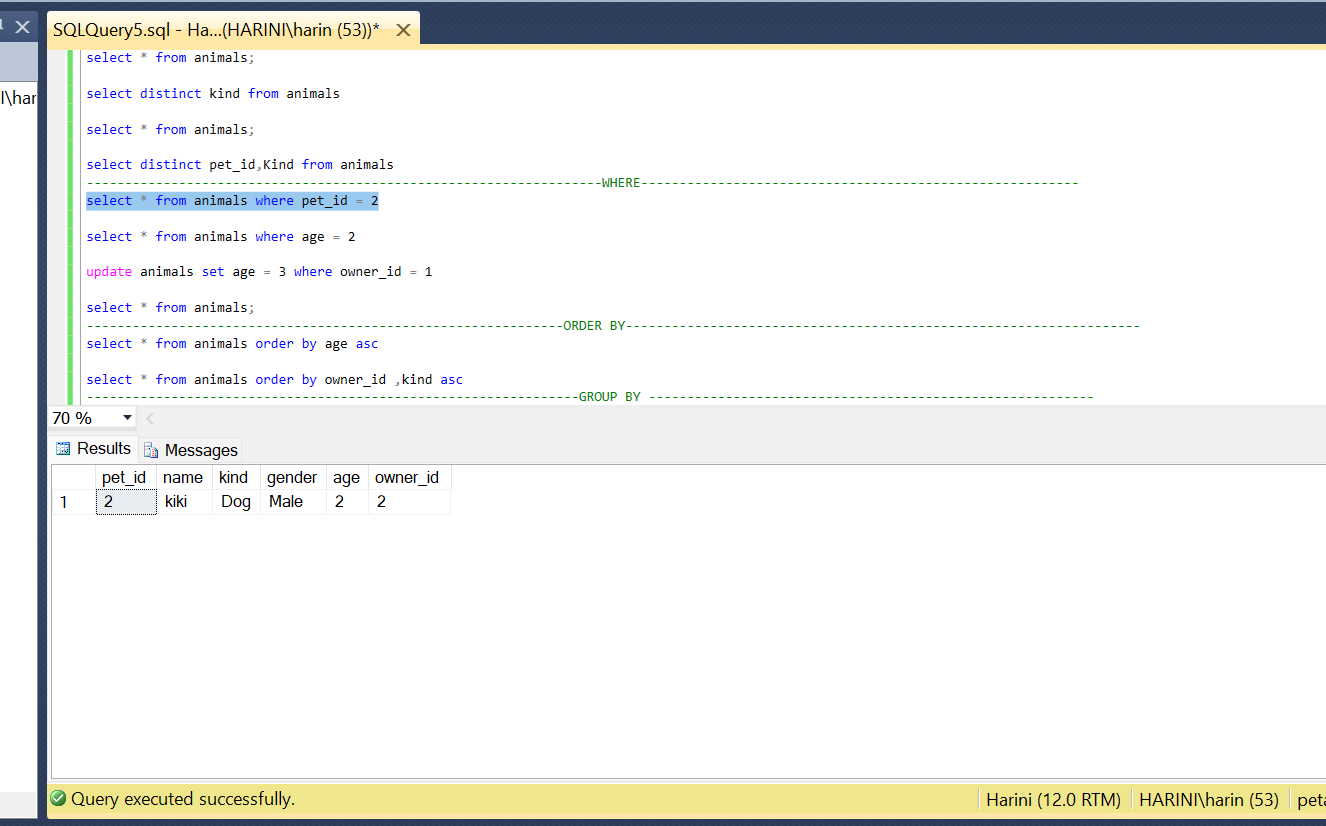 SQLQuery5.sql - Ha...(HARINI\harin (53))*
l\har
select * from animals;
select distinct kind from animals
select * from animals;
select distinct pet_id,Kind from animals
-------------------------------------------------------------------WHERE---------------------------------------------------------
select * from animals where pet_id = 2
select * from animals where age = 2
update animals set age = 3 where owner_id = 1
select * from animals;
--------------------------------------------------------------ORDER BY-------------------------------------------------------------------
select * from animals order by age asc
select * from animals order by owner_id ,kind asc
----------------------------------------------------------------GROUP BY ----------------------------------------------------------
70 %
Results Messages
pet_id name kind gender age owner_id
1 2 kiki Dog Male 2 2
Query executed successfully. Harini (12.0 RTM) HARINI\harin (53) peta